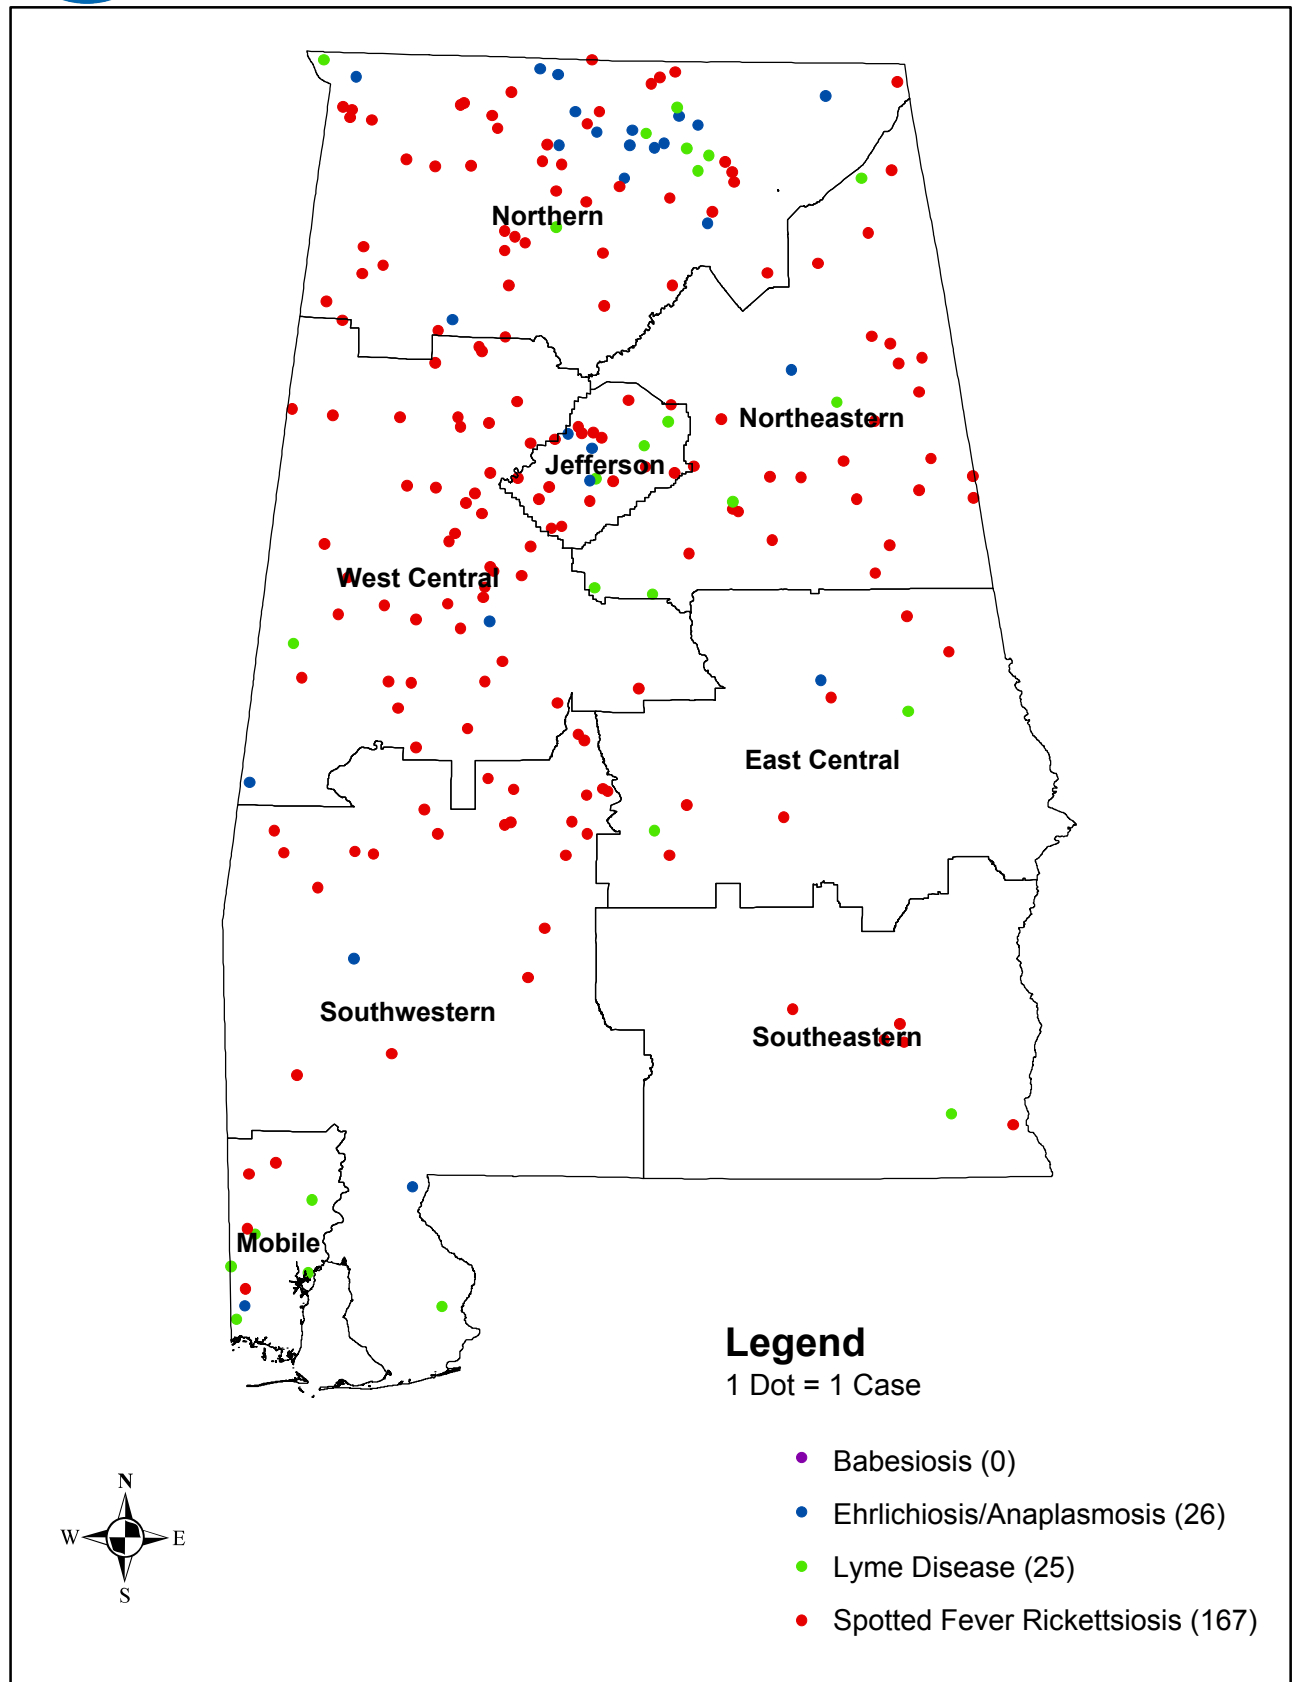 Northern
Northeastern
Jefferson
West Central
East Central
Southwestern
Southeastern
Mobile
Legend
1 Dot = 1 Case
Babesiosis (0)
Ehrlichiosis/Anaplasmosis (26)
Lyme Disease (25)
Spotted Fever Rickettsiosis (167)
N
W E
S